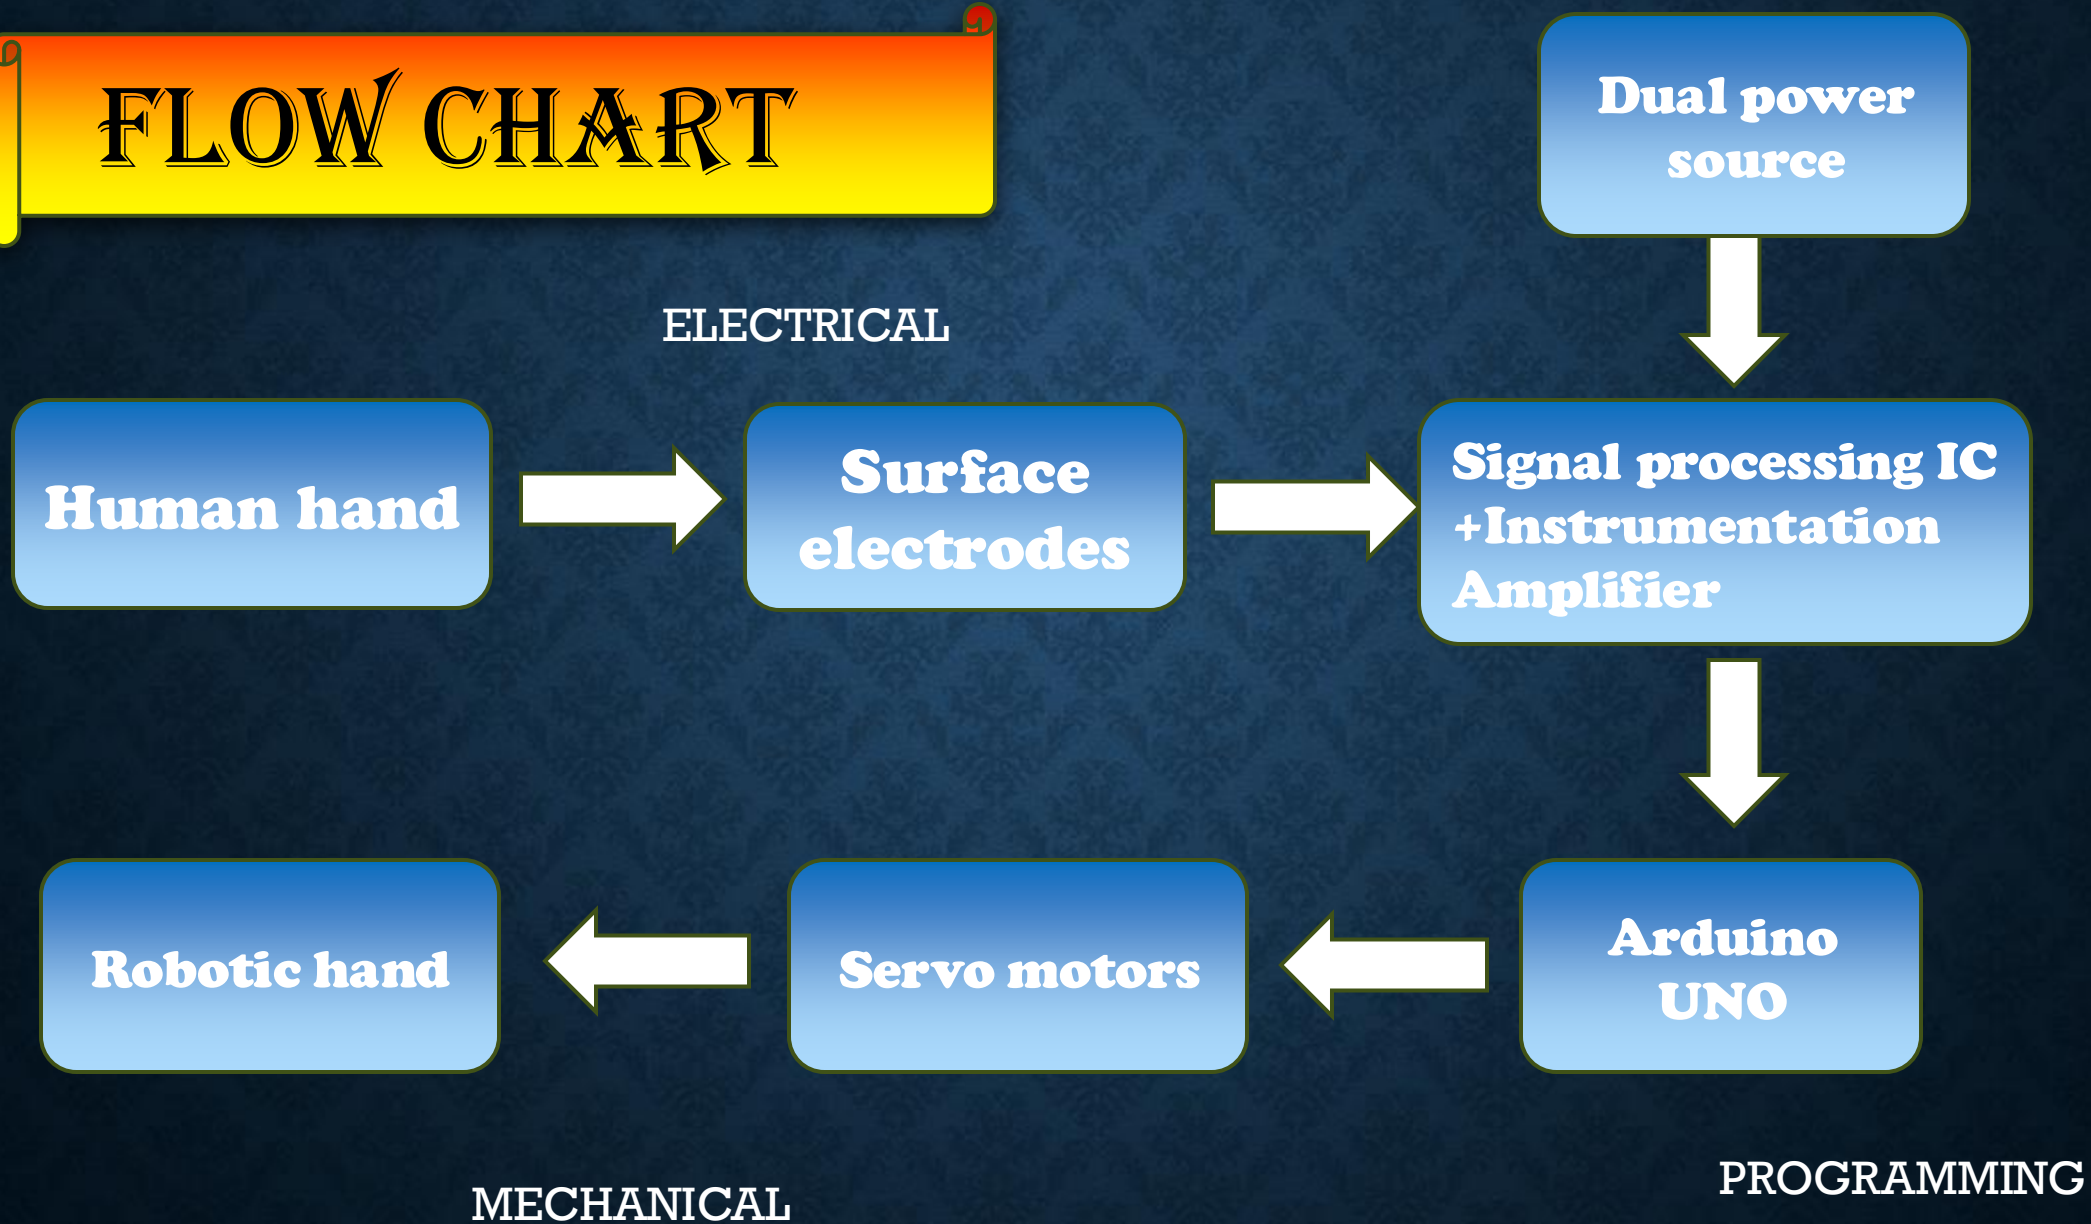 FLOW CHART
Dual power
source
ELECTRICAL
Human hand
Surface
electrodes
Signal processing IC
+Instrumentation
Amplifier
Robotic hand
Servo motors
Arduino
UNO
MECHANICAL
PROGRAMMING